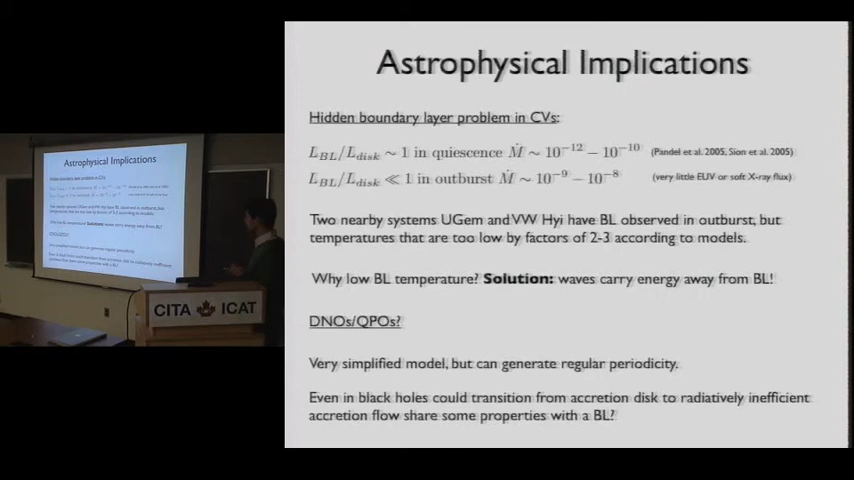 Astrophysical Implications
Hidden boundary layer problem in CVs:
L_BL/L_disk ∼ 1 in quiescence Ṁ ∼ 10^−12 − 10^−10 (Pandel et al. 2005, Sion et al. 2005)
L_BL/L_disk ≪ 1 in outburst Ṁ ∼ 10^−9 − 10^−8 (very little EUV or soft X-ray flux)
Two nearby systems UGem and VW Hyi have BL observed in outburst, but
temperatures that are too low by factors of 2-3 according to models.
Why low BL temperature? Solution: waves carry energy away from BL!
DNOs/QPOs?
Very simplified model, but can generate regular periodicity.
Even in black holes could transition from accretion disk to radiatively inefficient
accretion flow share some properties with a BL?
Astrophysical Implications
CITA ICAT